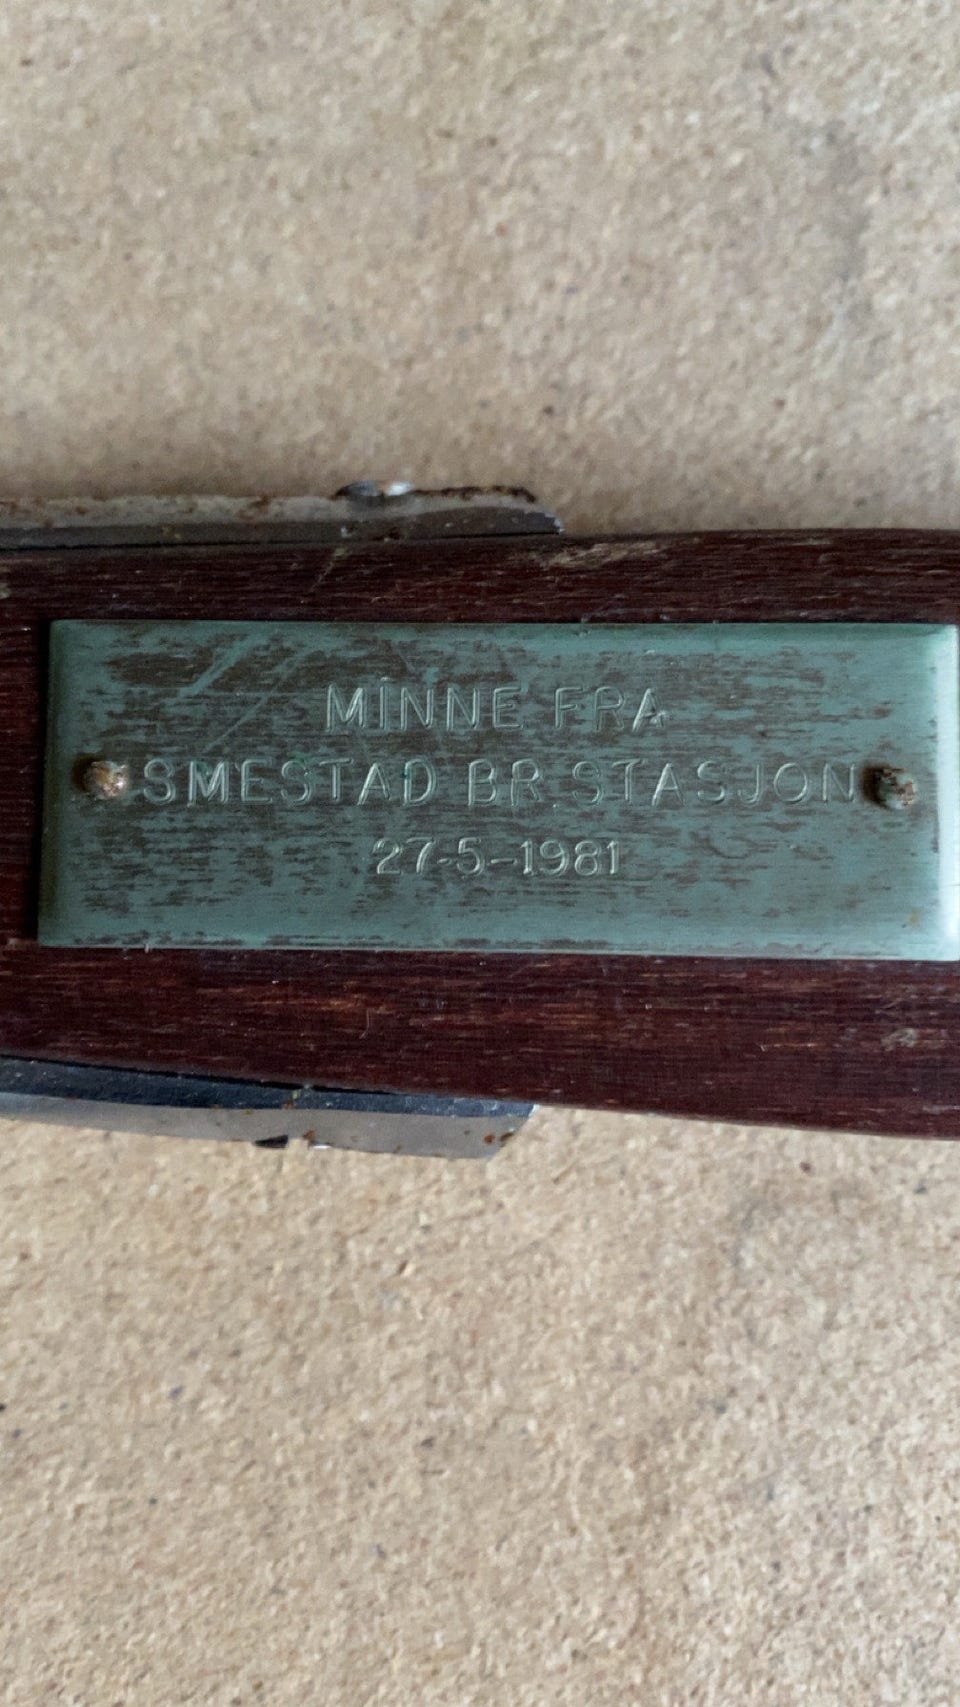 MINNE FRA
SMESTAD BR. STASJON
27-5-1981